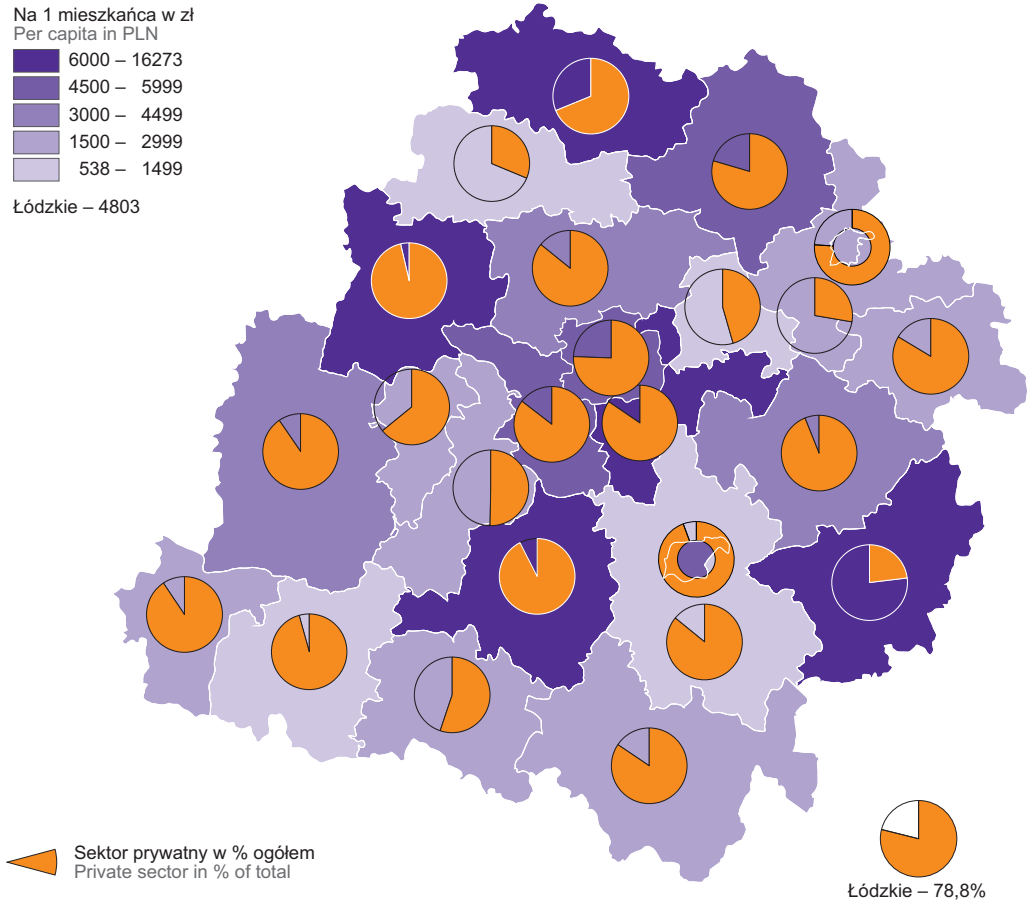 Na 1 mieszkańca w zł
Per capita in PLN
6000 – 16273
4500 – 5999
3000 – 4499
1500 – 2999
538 – 1499
Łódzkie – 4803
Sektor prywatny w % ogółem
Private sector in % of total
Łódzkie – 78,8%